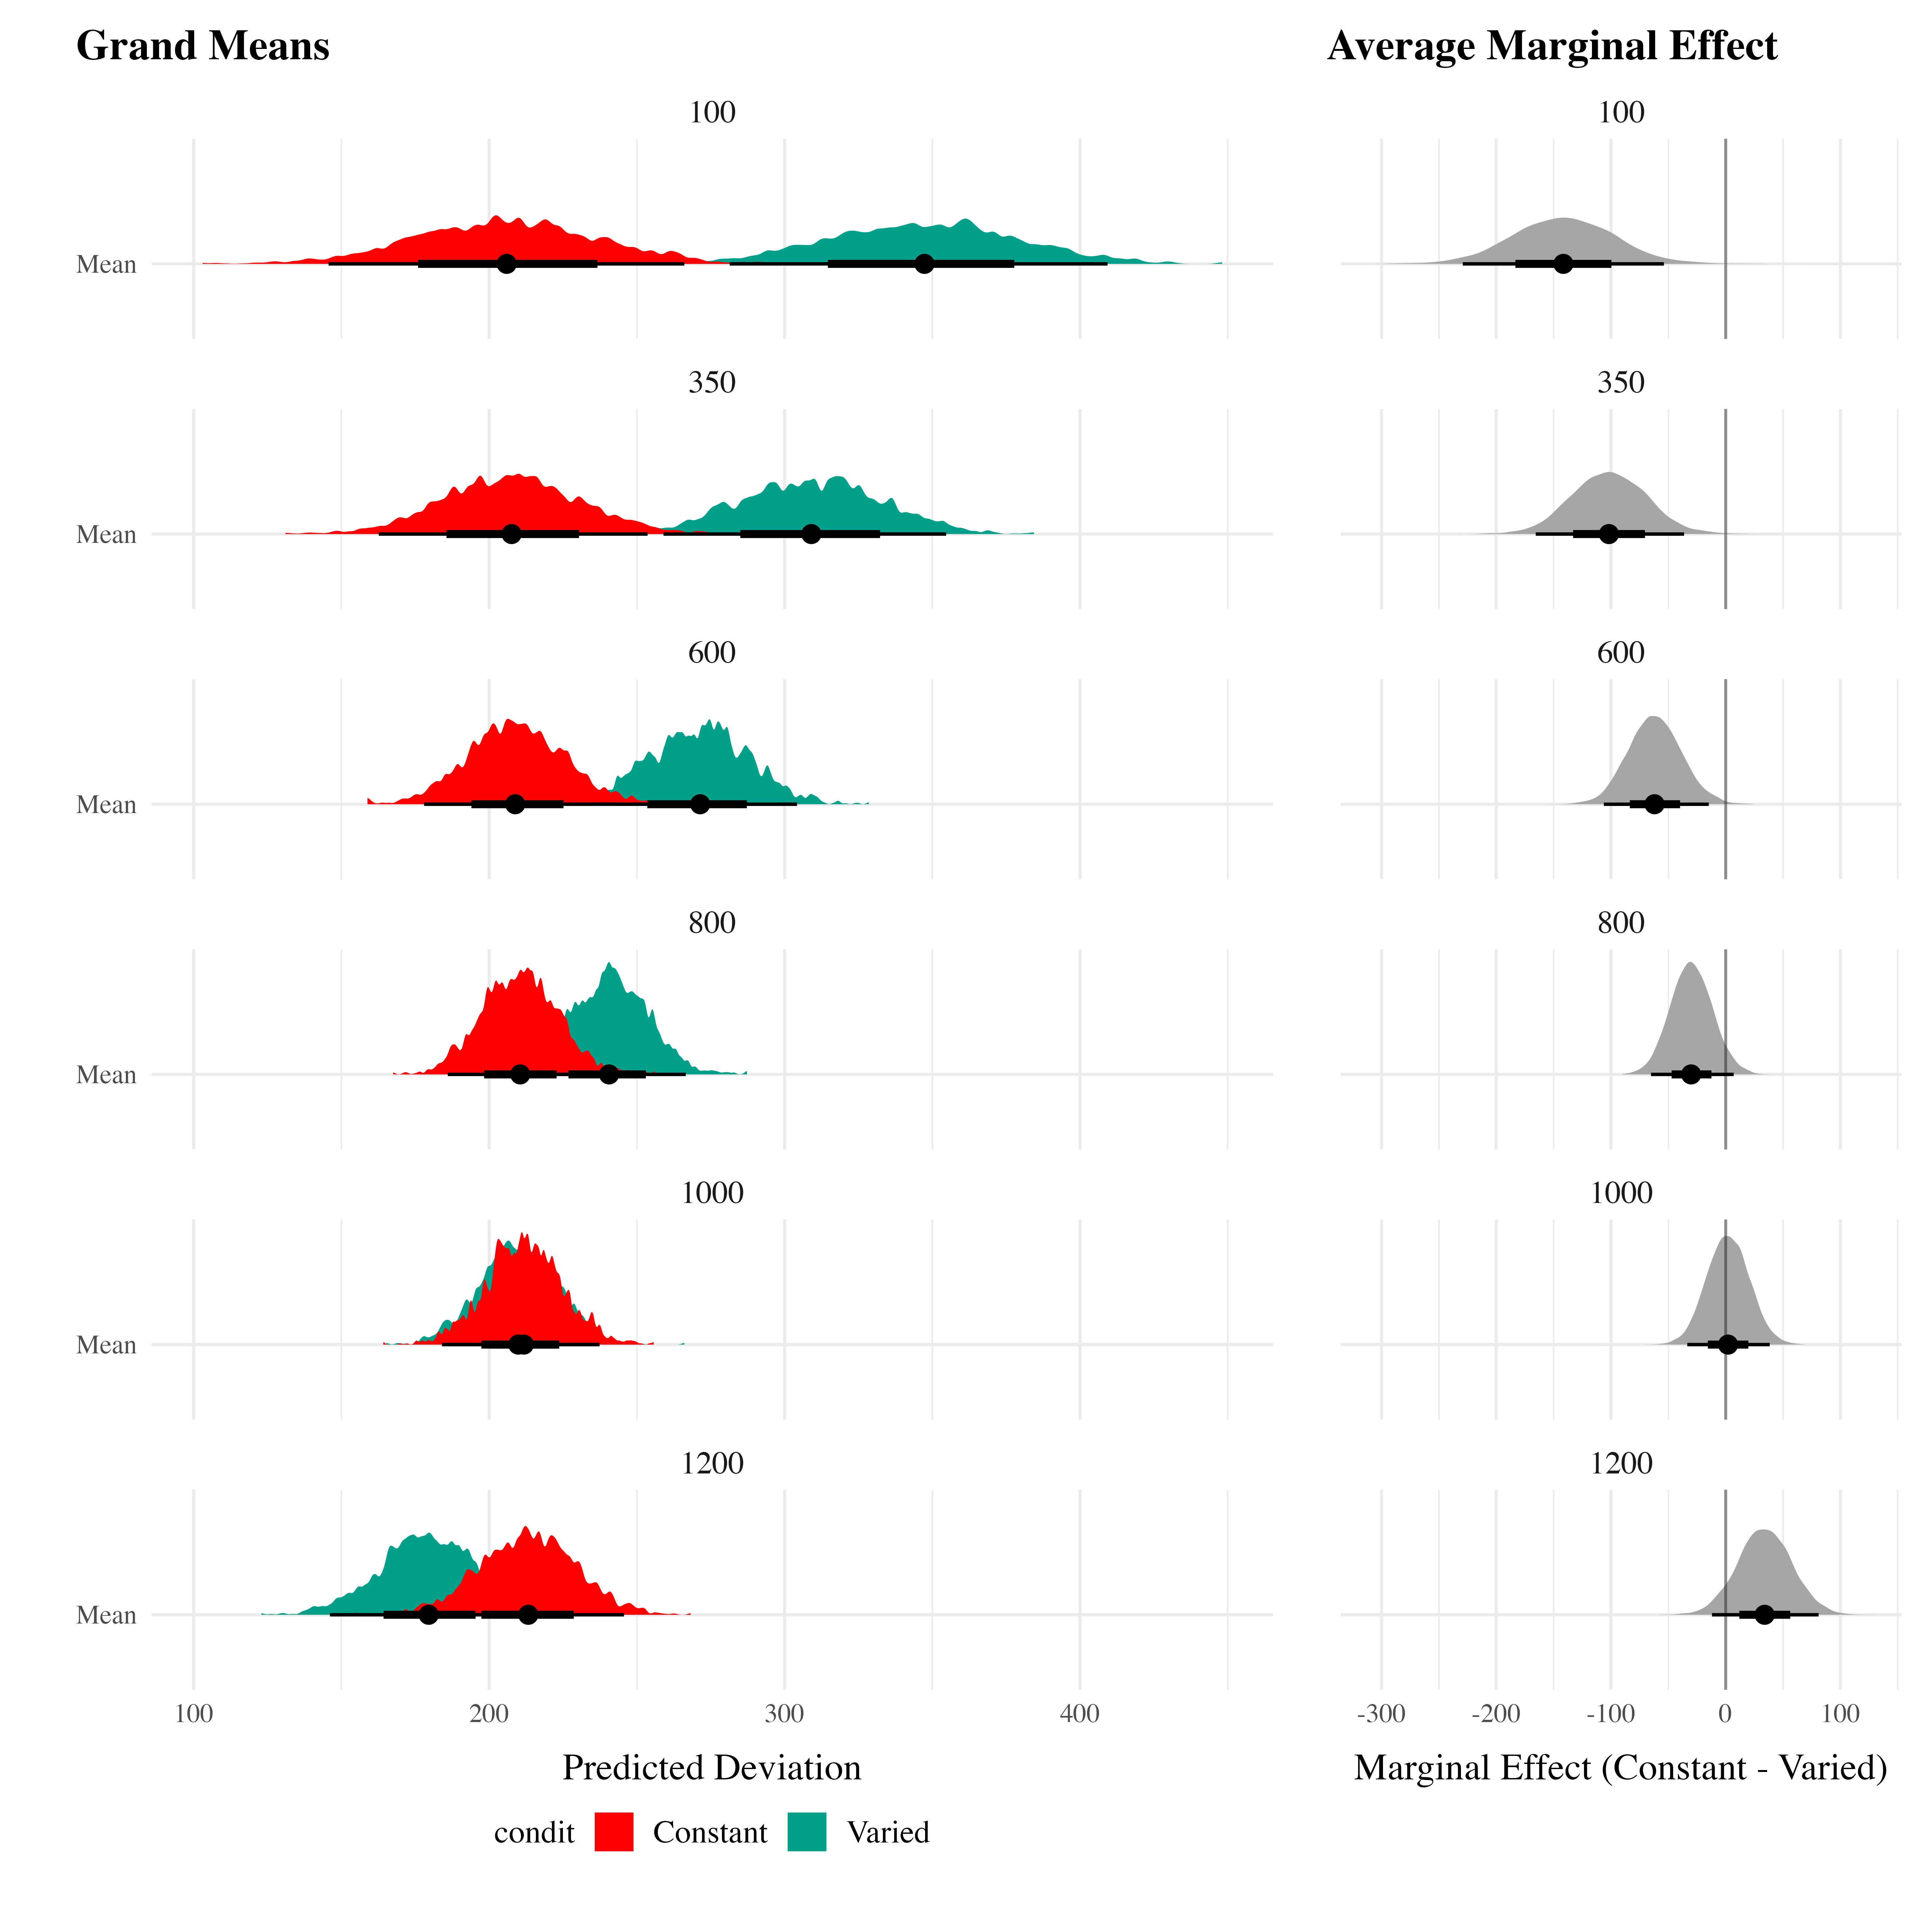 Grand Means
Average Marginal Effect
100
100
Mean
350
350
Mean
600
600
Mean
800
800
Mean
1000
1000
Mean
1200
1200
Mean
100 200 300 400
-300 -200 -100 0 100
Predicted Deviation
Marginal Effect (Constant - Varied)
condit Constant Varied